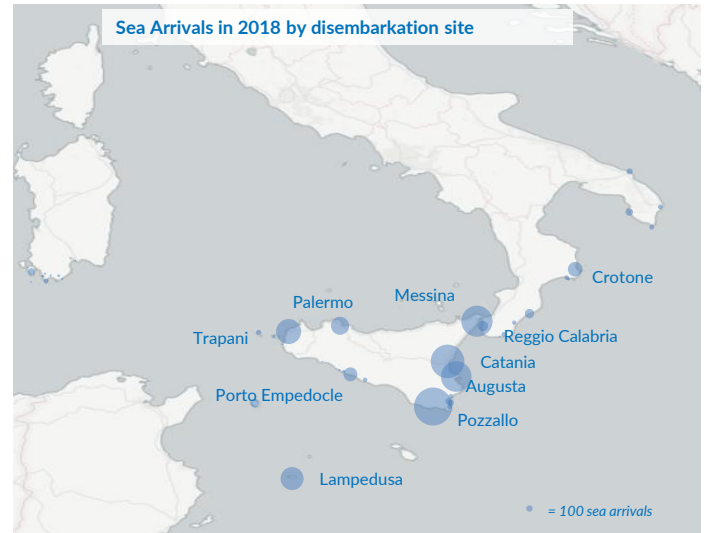 Sea Arrivals in 2018 by disembarkation site
Crotone
Messina
Palermo
Reggio Calabria
Trapani
Catania
Augusta
Porto Empedocle
Pozzallo
Lampedusa
= 100 sea arrivals